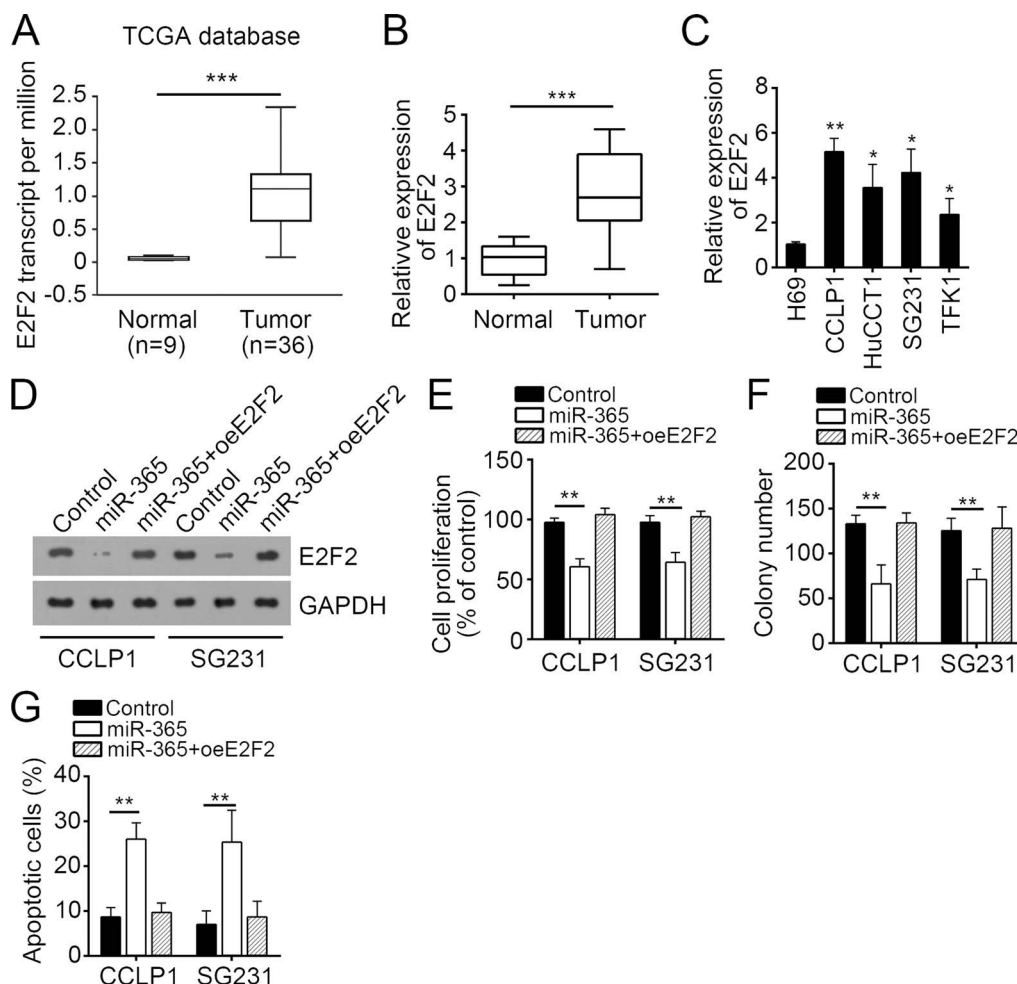 A
TCGA database
E2F2 transcript per million
2.5
2.0
1.5
1.0
0.5
0
-0.5
***
Normal
(n=9)
Tumor
(n=36)
B
Relativve expression
of E2F2
5
4
3
2
1
0
***
Normal
Tumor
C
Relative expression
of E2F2
8
6
4
2
0
**
*
*
*
H69
CCLP1
HuCCT1
SG231
TFK1
D
Control
miR-365
miR-365+oeE2F2
Control
miR-365
miR-365+oeE2F2
E2F2
GAPDH
CCLP1
SG231
E
Control
miR-365
miR-365+oeE2F2
Cell proliferation
(% of control)
150
100
50
0
**
**
CCLP1
SG231
F
Control
miR-365
miR-365+oeE2F2
Colony number
200
150
100
50
0
**
**
CCLP1
SG231
G
Control
miR-365
miR-365+oeE2F2
Apoptotic cells (%)
40
30
20
10
0
**
**
CCLP1
SG231